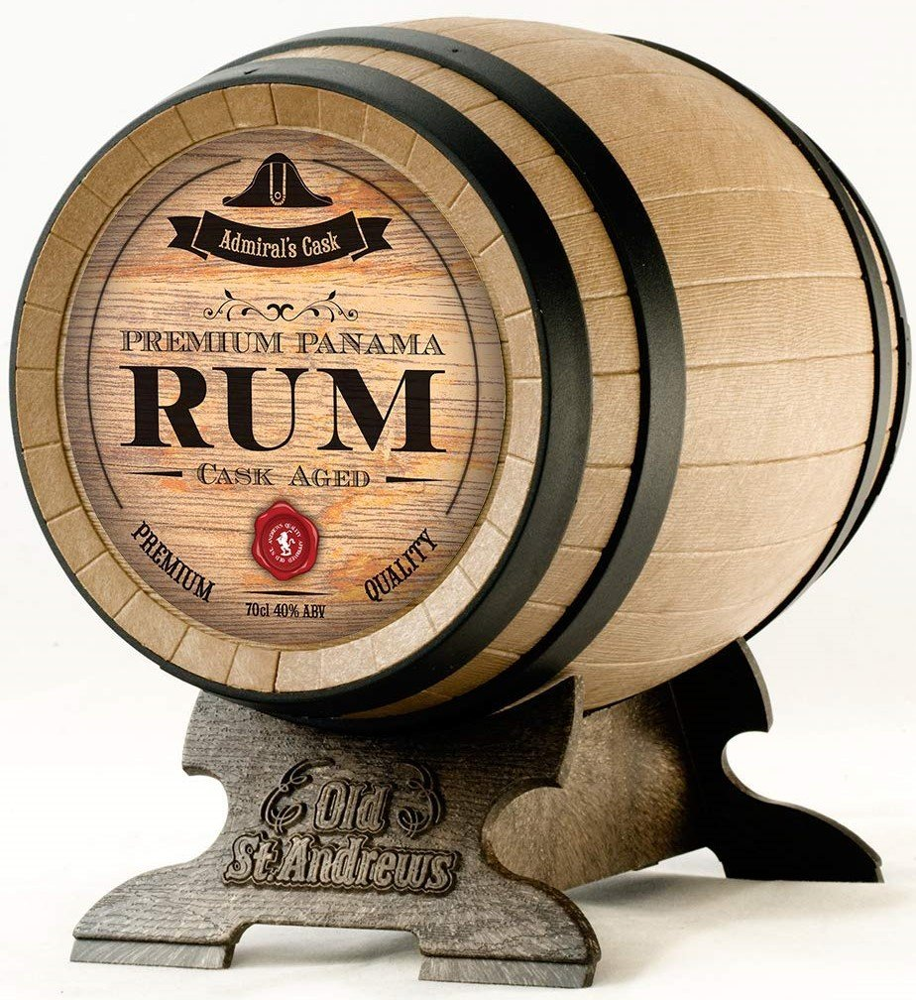 Admiral's Cask
PREMIUM PANAMA
RUM
CASK AGED
PREMIUM QUALITY
70cl 40% ABV
Old
St. Andrews